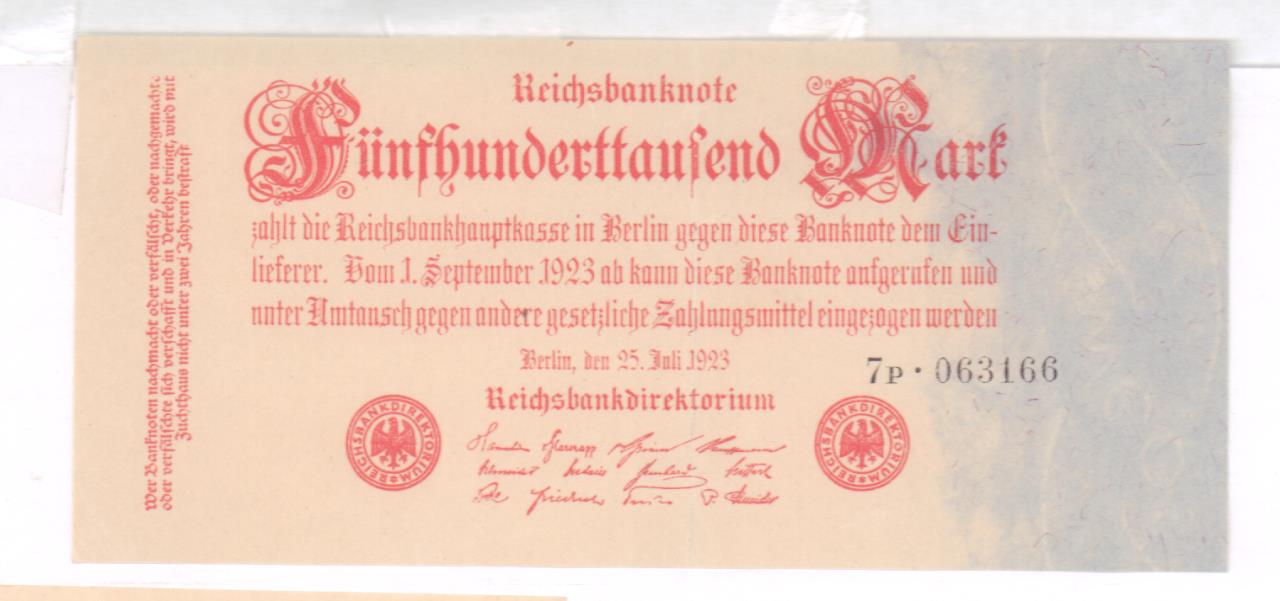 Reichsbanknote
Fünfhunderttausend Mark
zahlt die Reichsbankhauptkasse in Berlin gegen diese Banknote dem Ein-
lieferer. Vom 1. September 1923 ab kann diese Banknote aufgerufen und
unter Umtausch gegen andere gesetzliche Zahlungsmittel eingezogen werden
Berlin, den 25. Juli 1923
7P·063166
Reichsbankdirektorium
REICHSBANKDIREKTORIUM
REICHSBANKDIREKTORIUM
Wer Banknoten nachmacht oder verfälscht, oder nachgemachte
oder verfälschte sich verschafft und in Verkehr bringt, wird mit
Zuchthaus nicht unter zwei Jahren bestraft